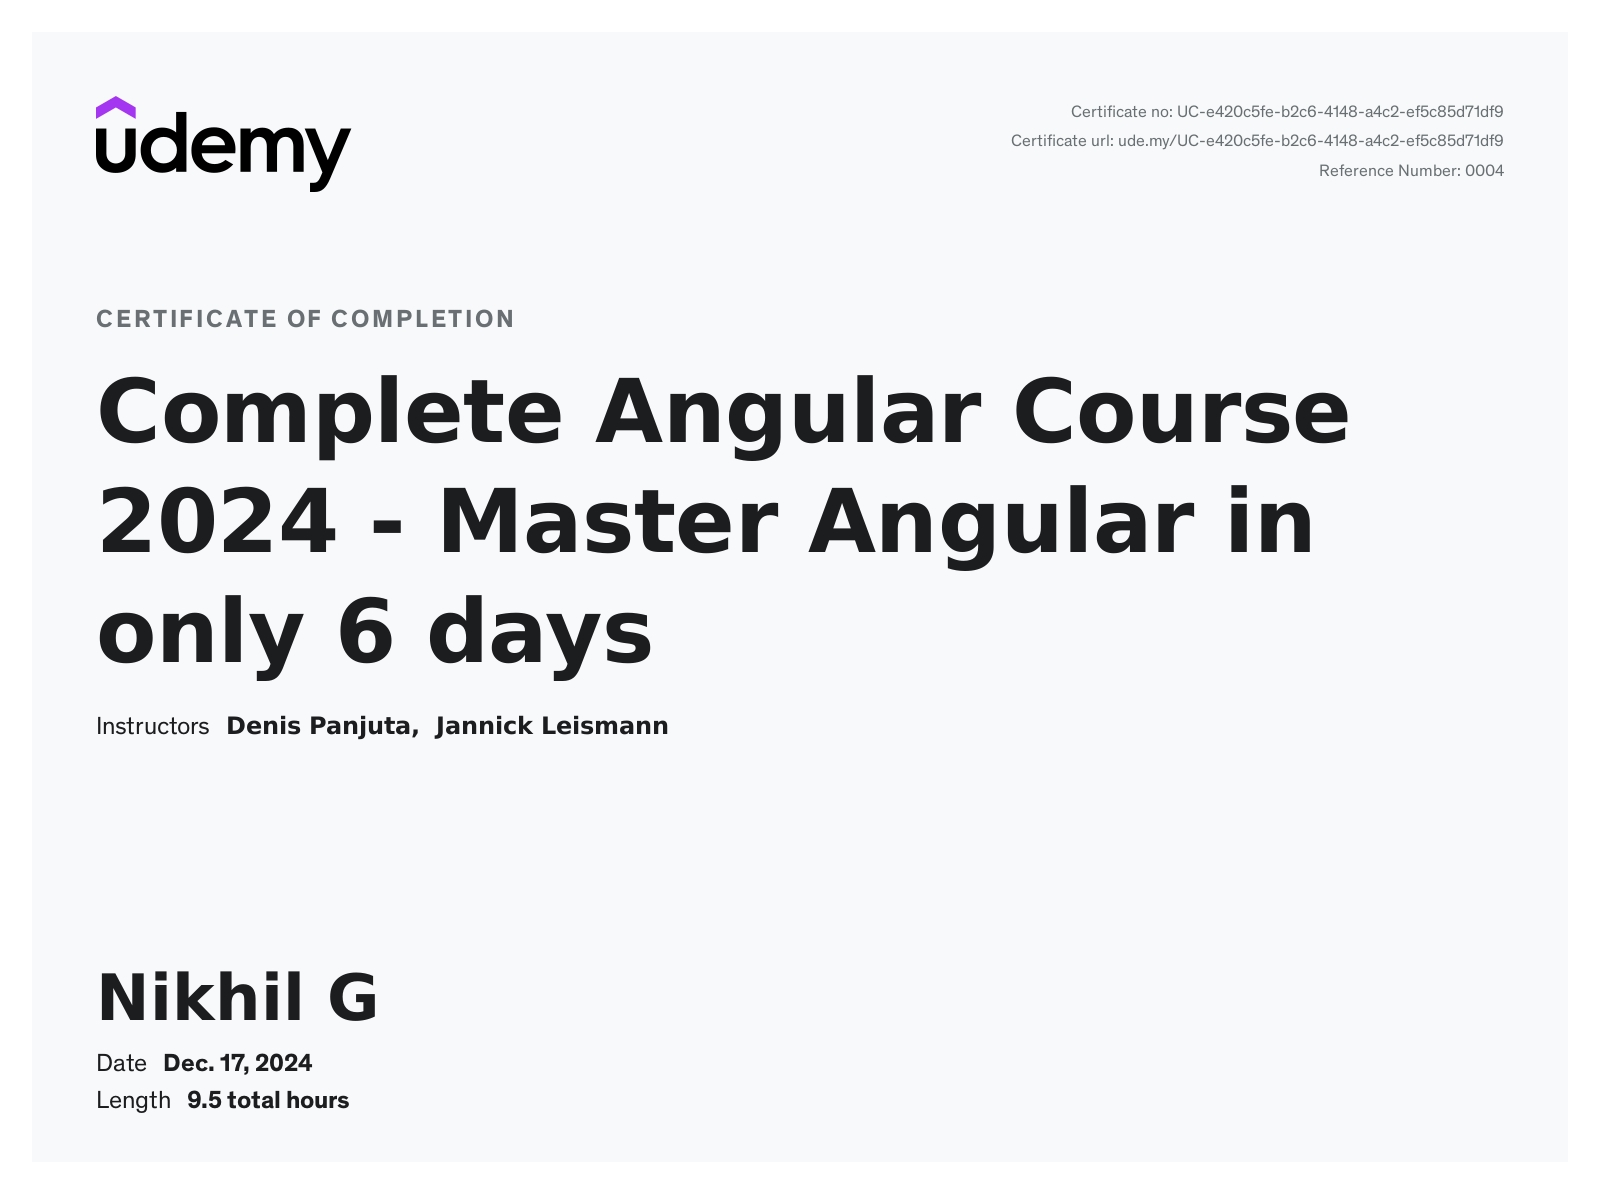 udemy
Certificate no: UC-e420c5fe-b2c6-4148-a4c2-ef5c85d71df9
Certificate url: ude.my/UC-e420c5fe-b2c6-4148-a4c2-ef5c85d71df9
Reference Number: 0004
CERTIFICATE OF COMPLETION
Complete Angular Course
2024 - Master Angular in
only 6 days
Instructors Denis Panjuta, Jannick Leismann
Nikhil G
Date Dec. 17, 2024
Length 9.5 total hours